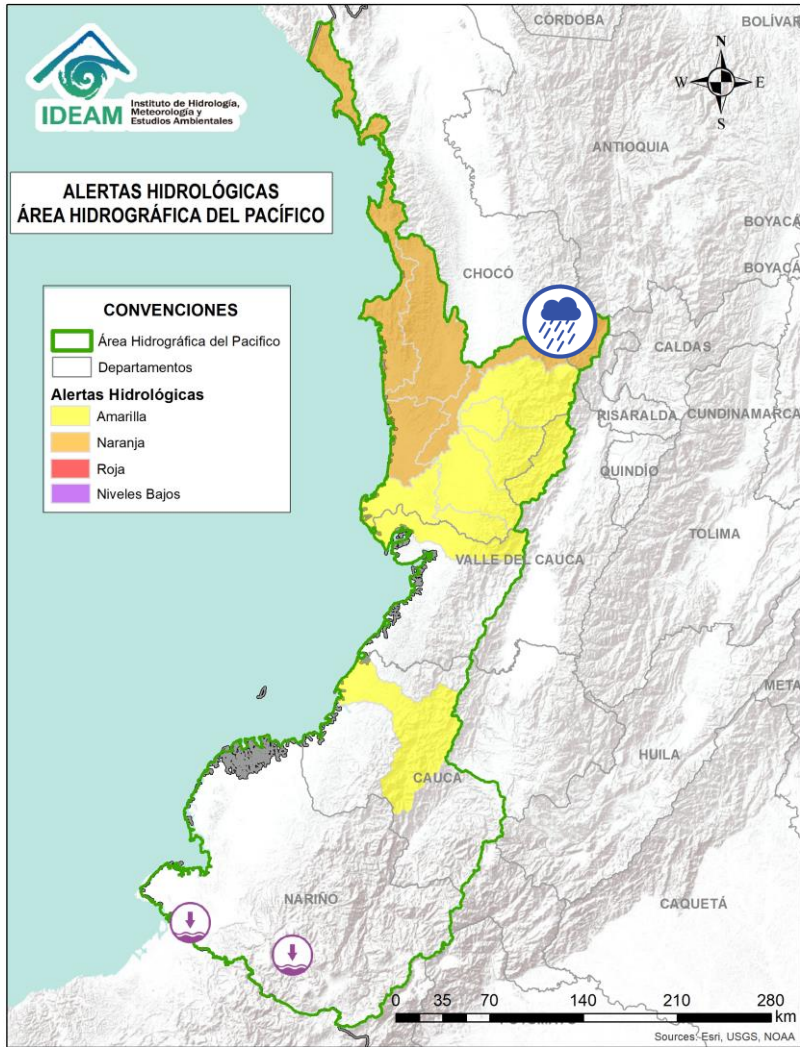 IDEAM
Instituto de Hidrología,
Meteorología y
Estudios Ambientales
ALERTAS HIDROLÓGICAS
ÁREA HIDROGRÁFICA DEL PACÍFICO
CONVENCIONES
Área Hidrográfica del Pacifico
Departamentos
Alertas Hidrológicas
Amarilla
Naranja
Roja
Niveles Bajos
CÓRDOBA
BOLÍVAR
N
W
E
S
ANTIOQUIA
BOYACÁ
CHOCÓ
BOYACÁ
CALDAS
RISARALDA
CUNDINAMARCA
QUINDÍO
TOLIMA
VALLE DEL CAUCA
META
HUILA
CAUCA
NARIÑO
CAQUETÁ
0 35 70 140 210 280
km
Sources: Esri, USGS, NOAA